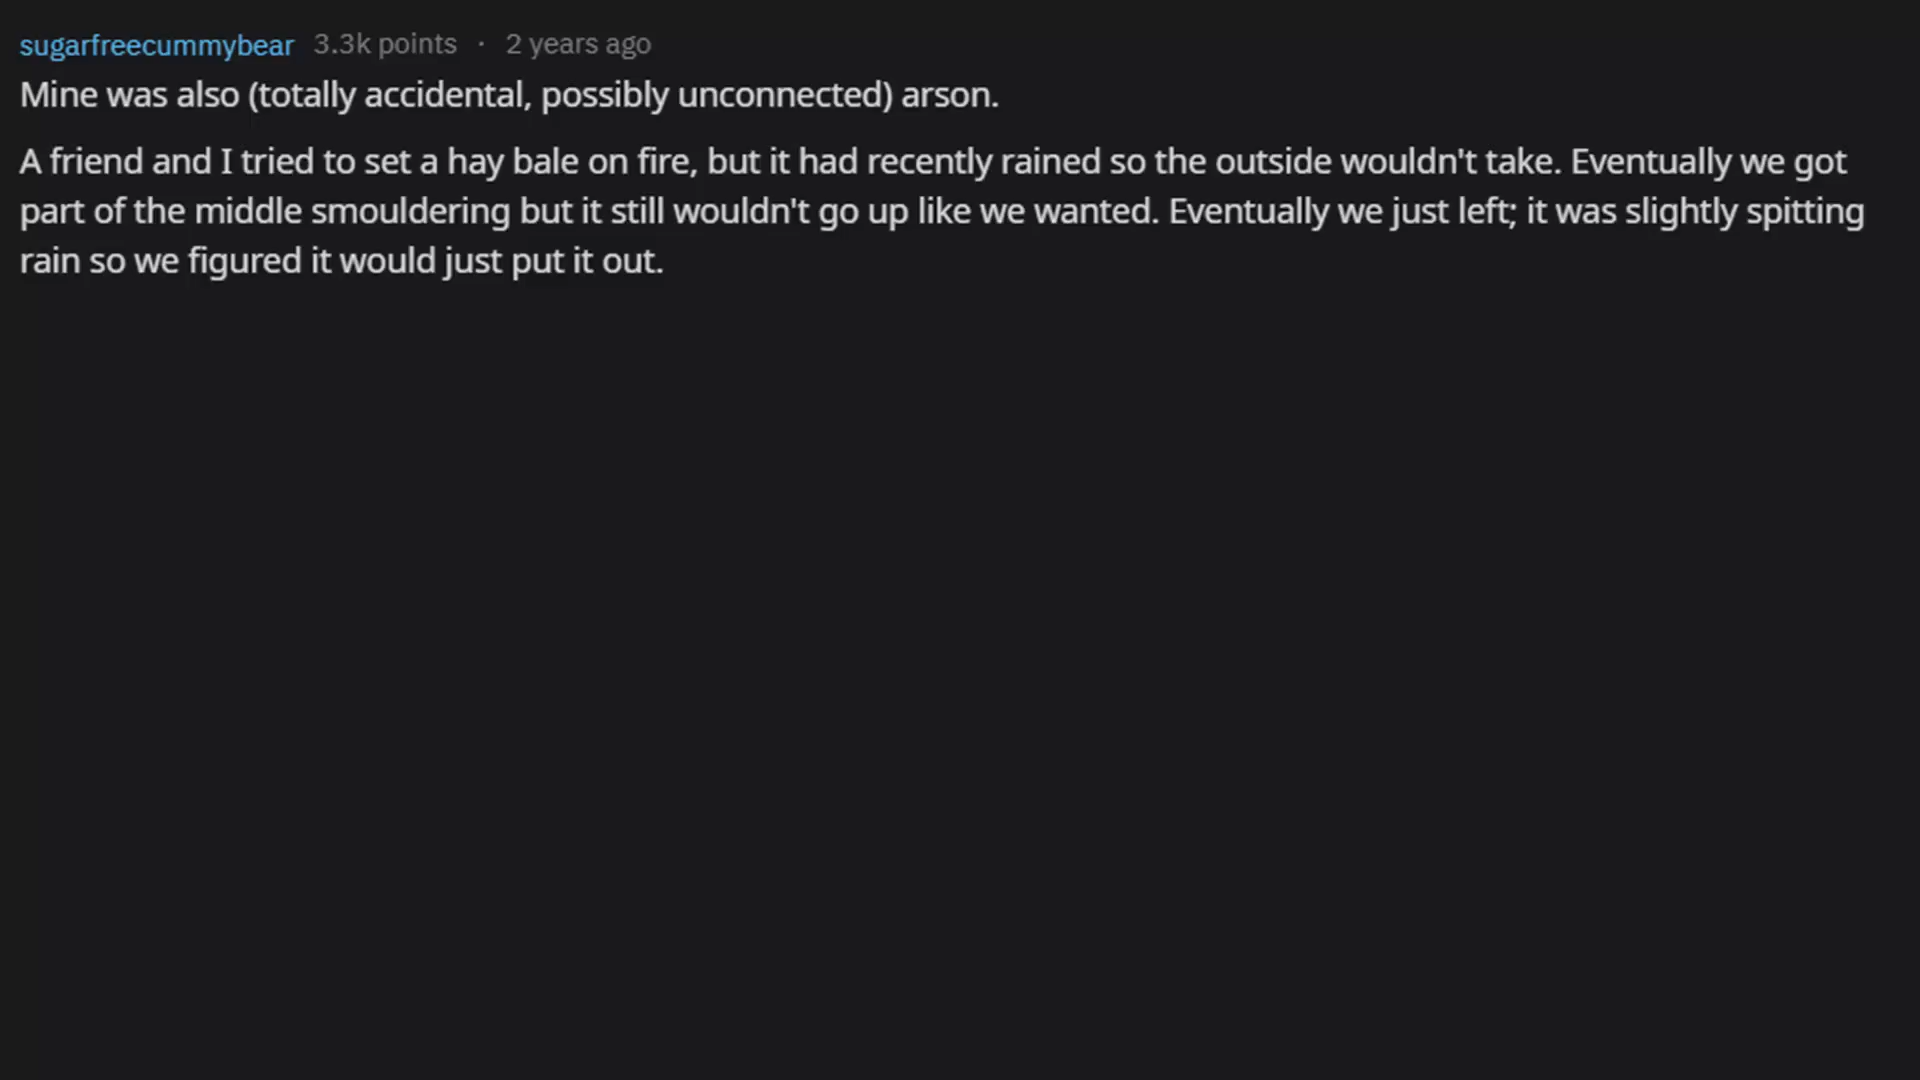 sugarfreecummybear 3.3k points · 2 years ago
Mine was also (totally accidental, possibly unconnected) arson.
A friend and I tried to set a hay bale on fire, but it had recently rained so the outside wouldn't take. Eventually we got
part of the middle smouldering but it still wouldn't go up like we wanted. Eventually we just left; it was slightly spitting
rain so we figured it would just put it out.